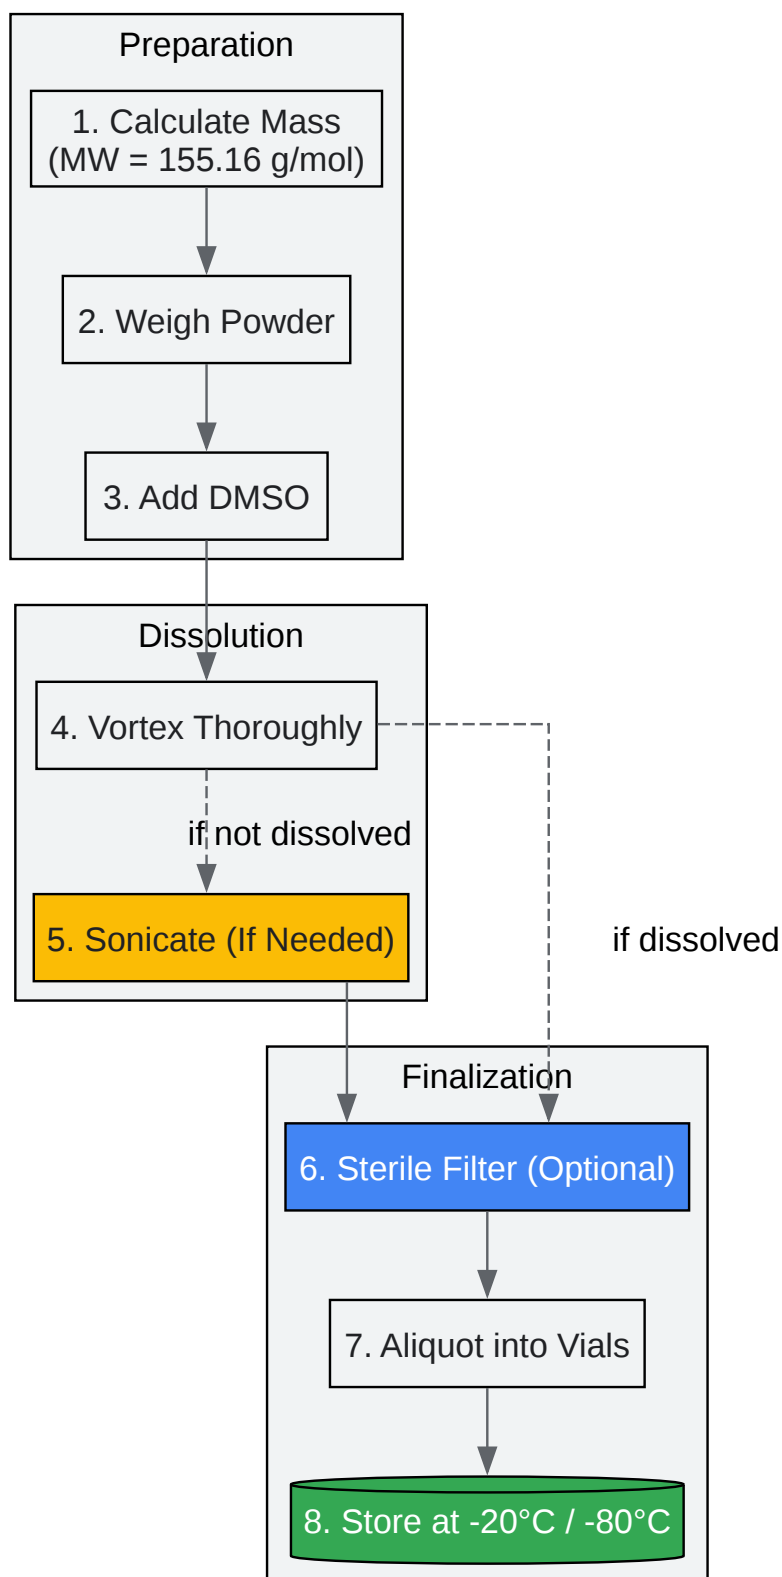 Preparation
1. Calculate Mass
(MW = 155.16 g/mol)
2. Weigh Powder
3. Add DMSO
Dissolution
4. Vortex Thoroughly
if not dissolved
5. Sonicate (If Needed)
if dissolved
Finalization
6. Sterile Filter (Optional)
7. Aliquot into Vials
8. Store at -20°C / -80°C